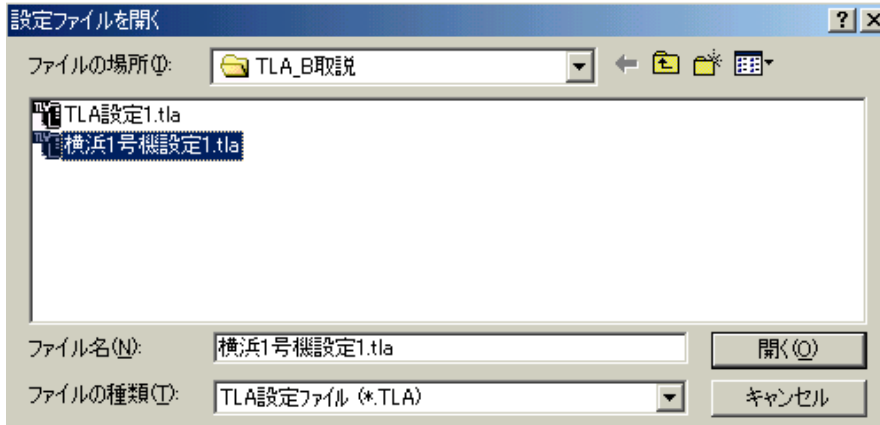 設定ファイルを開く
ファイルの場所(I):
TLA_B取説
TLA設定1.tla
横浜1号機設定1.tla
ファイル名(N):
横浜1号機設定1.tla
開く(O)
ファイルの種類(T):
TLA設定ファイル (*.TLA)
キャンセル